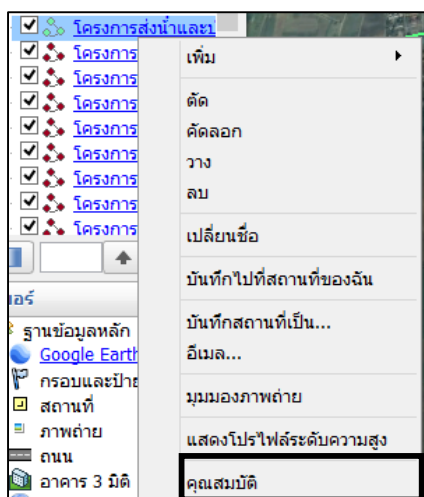 โครงการส่งน้ำและบ
โครงการ
โครงการ
โครงการ
โครงการ
โครงการ
โครงการ
โครงการ
โครงการ
เพิ่ม
ตัด
คัดลอก
วาง
ลบ
เปลี่ยนชื่อ
บันทึกไปที่สถานที่ของฉัน
บันทึกสถานที่เป็น...
อีเมล...
มุมมองภาพถ่าย
แสดงโปรไฟล์ระดับความสูง
คุณสมบัติ
อร์
ฐานข้อมูลหลัก
Google Earth
กรอบและป้าย
สถานที่
ภาพถ่าย
ถนน
อาคาร 3 มิติ